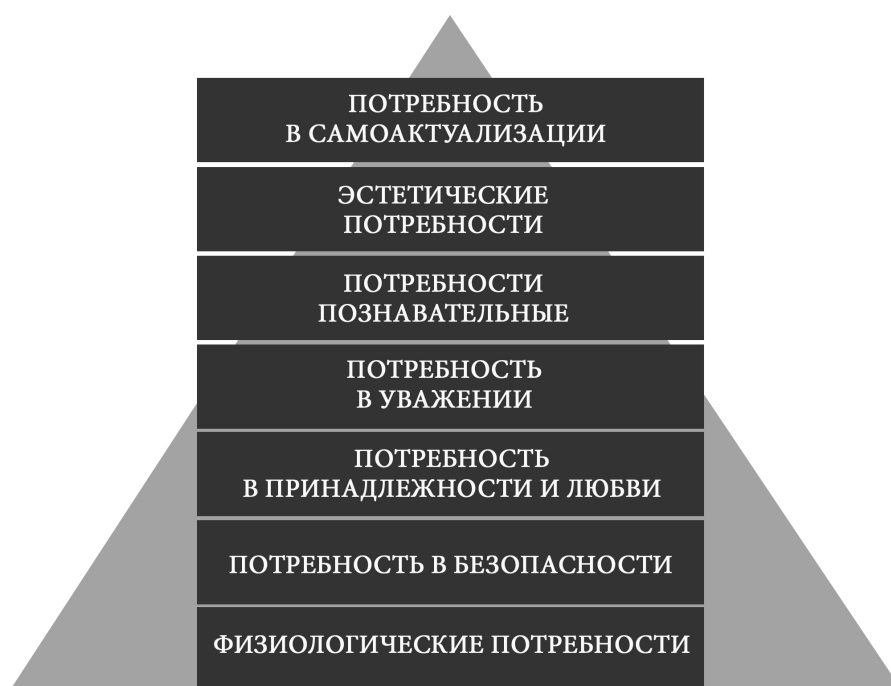 ПОТРЕБНОСТЬ
В САМОАКТУАЛИЗАЦИИ
ЭСТЕТИЧЕСКИЕ
ПОТРЕБНОСТИ
ПОТРЕБНОСТИ
ПОЗНАВАТЕЛЬНЫЕ
ПОТРЕБНОСТЬ
В УВАЖЕНИИ
ПОТРЕБНОСТЬ
В ПРИНАДЛЕЖНОСТИ И ЛЮБВИ
ПОТРЕБНОСТЬ В БЕЗОПАСНОСТИ
ФИЗИОЛОГИЧЕСКИЕ ПОТРЕБНОСТИ